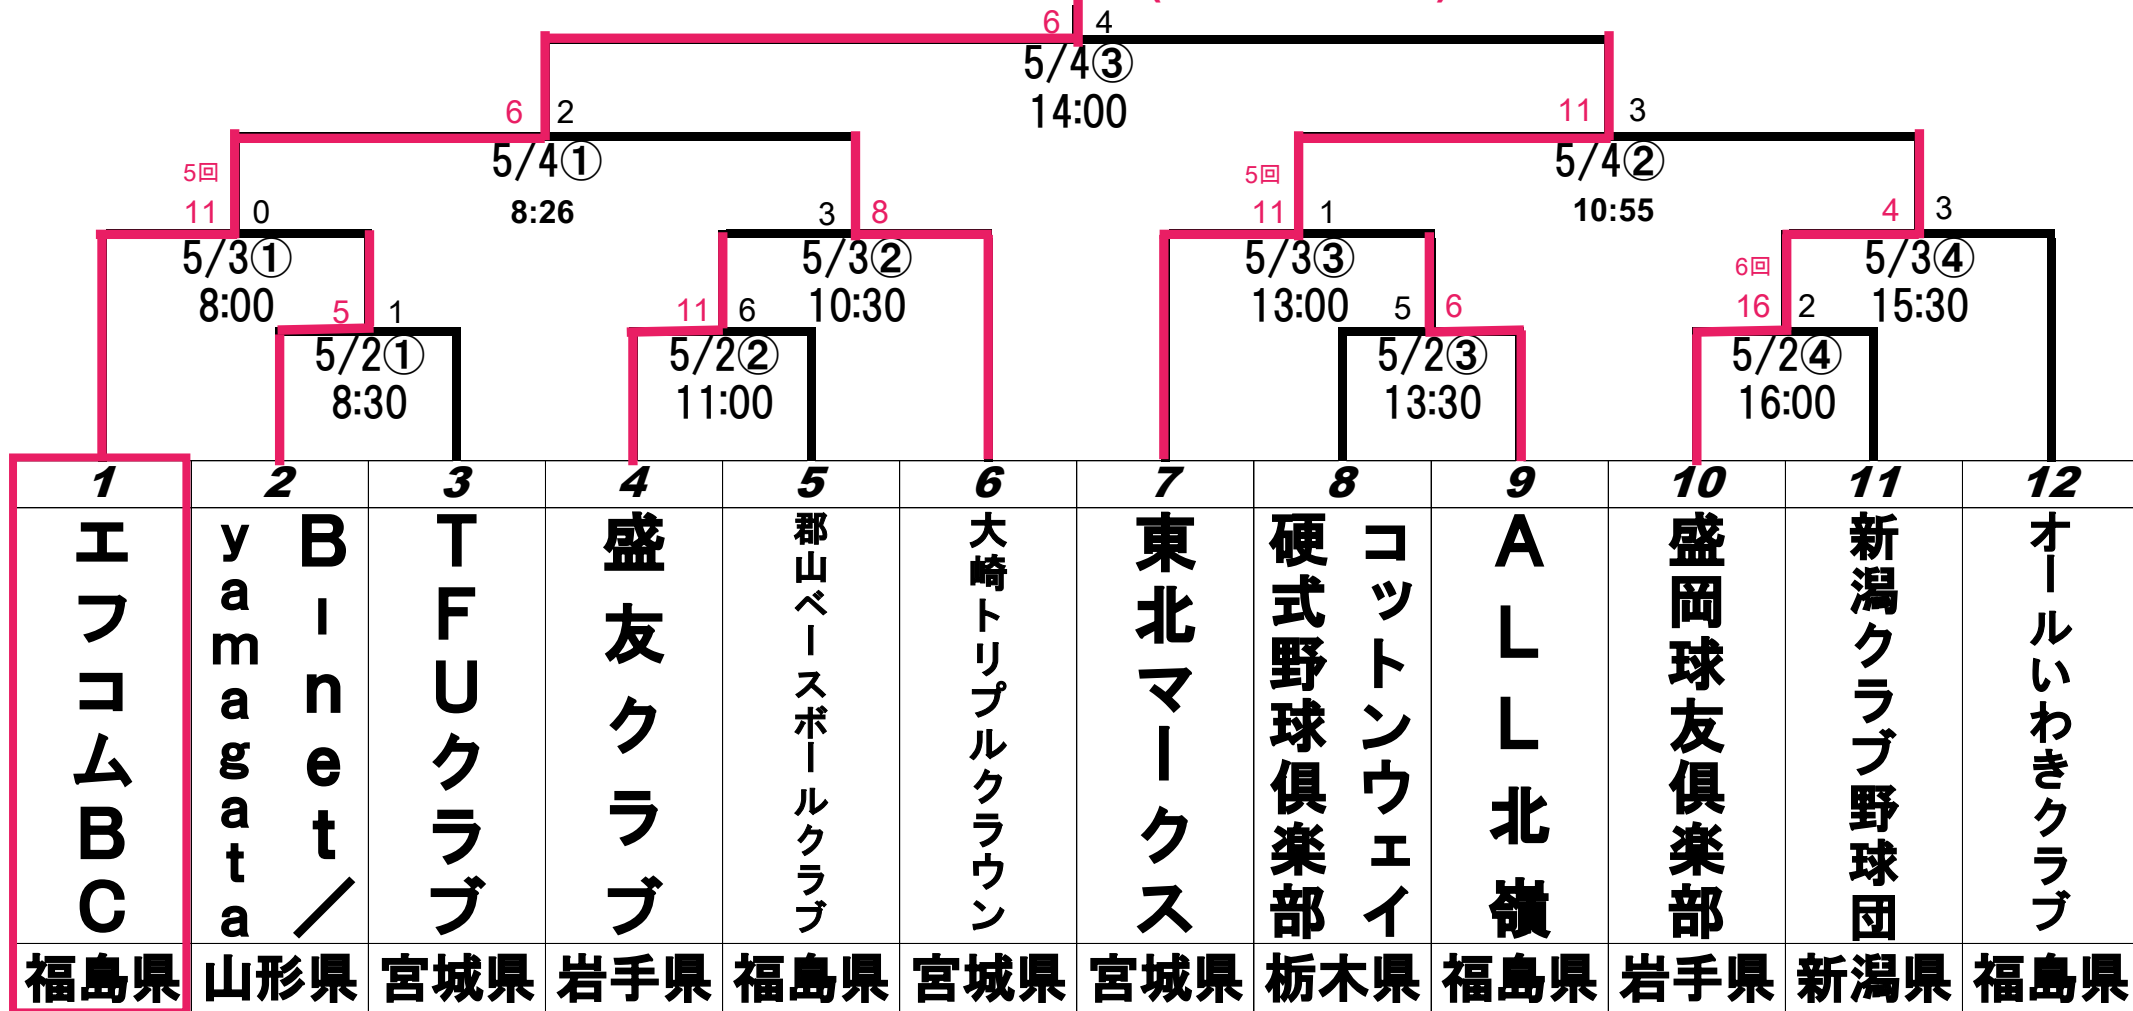 6 4
5/4③
14:00
6 2
11 3
5/4①
5/4②
5回
5回
8:26
10:55
11 0
3 8
11 1
4 3
5/3①
5/3②
5/3③
5/3④
8:00
10:30
13:00
15:30
6回
5 1
11 6
5 6
16 2
5/2①
5/2②
5/2③
5/2④
8:30
11:00
13:30
16:00
1 2 3 4 5 6 7 8 9 10 11 12
エフコムBC
Binet/
yamagata
TFUクラブ
盛友クラブ
郡山ベースボールクラブ
大崎トリプルクラウン
東北マークス
コットンウェイ
硬式野球倶楽部
ALL北嶺
盛岡球友倶楽部
新潟クラブ野球団
オールいわきクラブ
福島県 山形県 宮城県 岩手県 福島県 宮城県 宮城県 栃木県 福島県 岩手県 新潟県 福島県